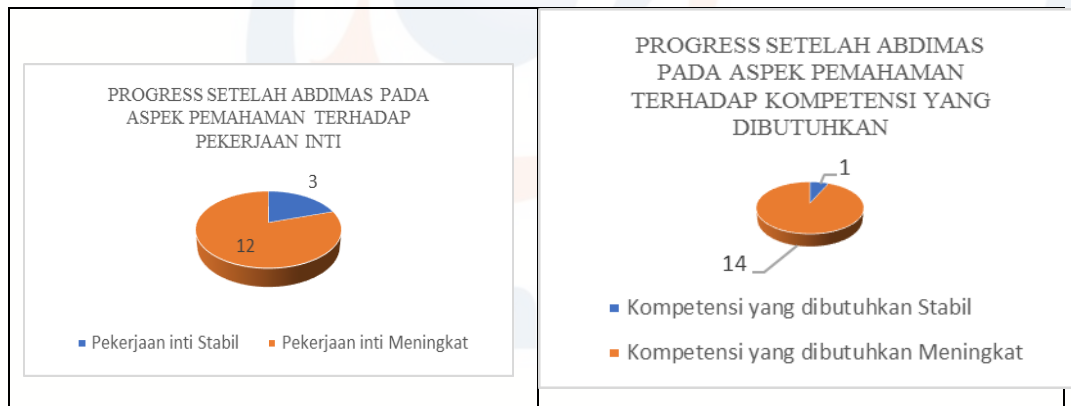 PROGRESS SETELAH ABDIMAS PADA
ASPEK PEMAHAMAN TERHADAP
PEKERJAAN INTI
3
12
Pekerjaan inti Stabil
Pekerjaan inti Meningkat
PROGRESS SETELAH ABDIMAS
PADA ASPEK PEMAHAMAN
TERHADAP KOMPETENSI YANG
DIBUTUHKAN
1
14
Kompetensi yang dibutuhkan Stabil
Kompetensi yang dibutuhkan Meningkat